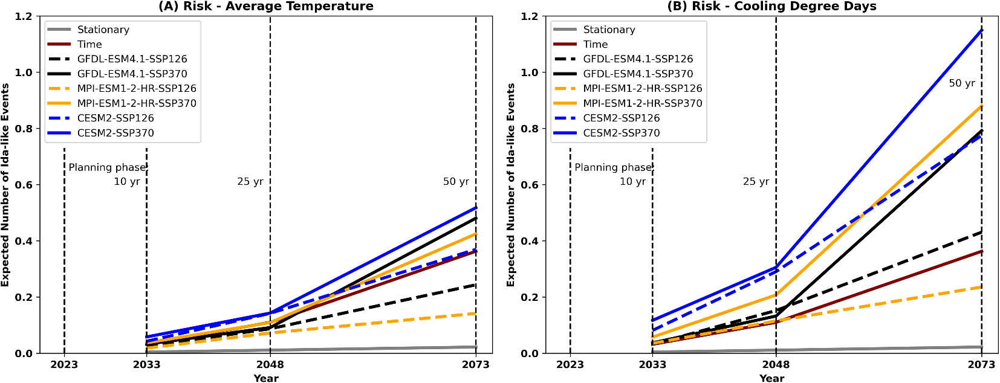 (A) Risk - Average Temperature
Expected Number of Ida-like Events
1.2
1.0
0.8
0.6
0.4
0.2
0.0
Stationary
Time
GFDL-ESM4.1-SSP126
GFDL-ESM4.1-SSP370
MPI-ESM1-2-HR-SSP126
MPI-ESM1-2-HR-SSP370
CESM2-SSP126
CESM2-SSP370
Planning phase:
10 yr
25 yr
50 yr
2023
2033
2048
2073
Year
(B) Risk - Cooling Degree Days
Expected Number of Ida-like Events
1.2
1.0
0.8
0.6
0.4
0.2
0.0
Stationary
Time
GFDL-ESM4.1-SSP126
GFDL-ESM4.1-SSP370
MPI-ESM1-2-HR-SSP126
MPI-ESM1-2-HR-SSP370
CESM2-SSP126
CESM2-SSP370
50 yr
Planning phase:
10 yr
25 yr
2023
2033
2048
2073
Year